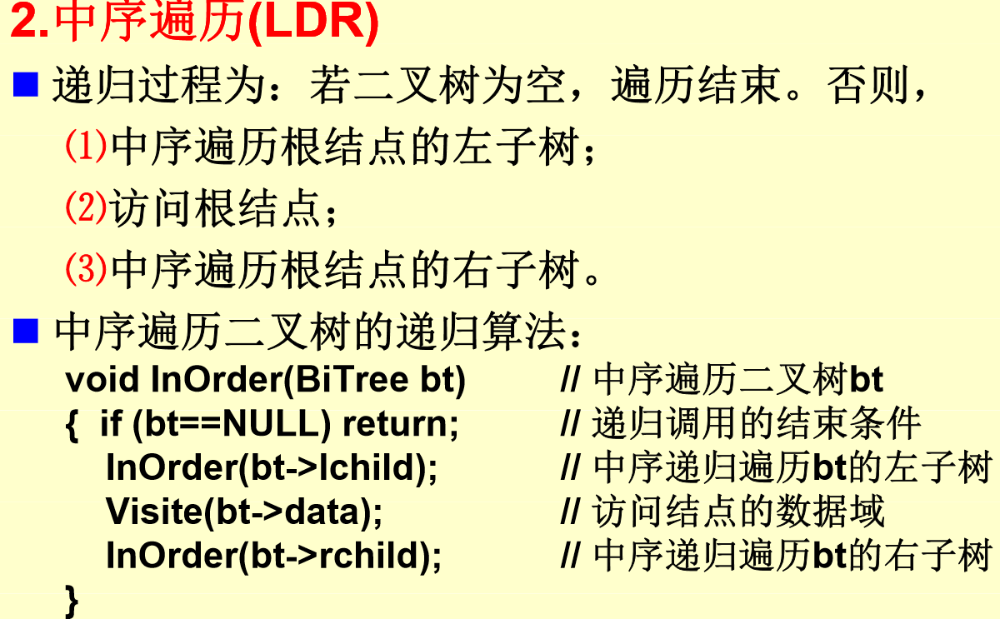 2.中序遍历(LDR)
递归过程为：若二叉树为空，遍历结束。否则，
⑴中序遍历根结点的左子树；
⑵访问根结点；
⑶中序遍历根结点的右子树。
中序遍历二叉树的递归算法：
void InOrder(BiTree bt) // 中序遍历二叉树bt
{ if (bt==NULL) return; // 递归调用的结束条件
InOrder(bt->lchild); // 中序递归遍历bt的左子树
Visite(bt->data); // 访问结点的数据域
InOrder(bt->rchild); // 中序递归遍历bt的右子树
}